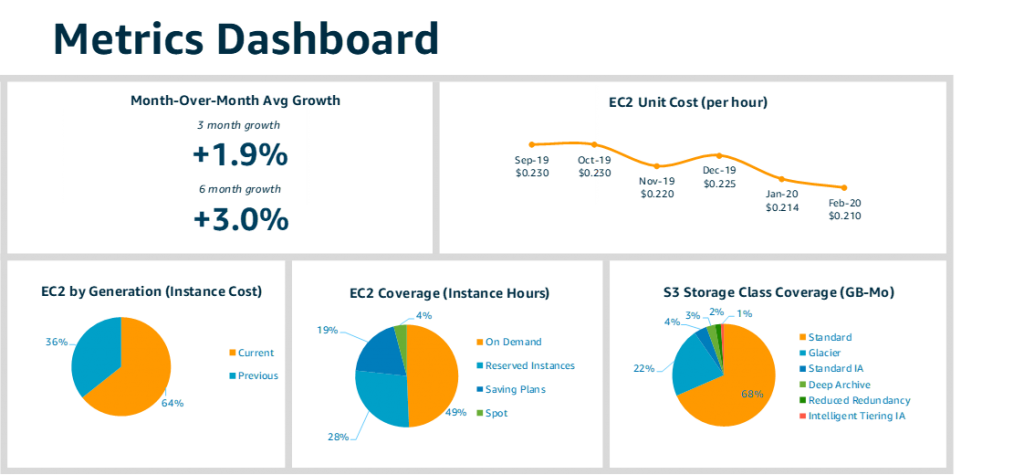 Metrics Dashboard
Month-Over-Month Avg Growth
3 month growth
+1.9%
6 month growth
+3.0%
EC2 Unit Cost (per hour)
Sep-19
$0.230
Oct-19
$0.230
Nov-19
$0.220
Dec-19
$0.225
Jan-20
$0.214
Feb-20
$0.210
EC2 by Generation (Instance Cost)
36%
64%
Current
Previous
EC2 Coverage (Instance Hours)
4%
19%
28%
49%
On Demand
Reserved Instances
Saving Plans
Spot
S3 Storage Class Coverage (GB-Mo)
4%
3%
2%
1%
22%
68%
Standard
Glacier
Standard IA
Deep Archive
Reduced Redundancy
Intelligent Tiering IA